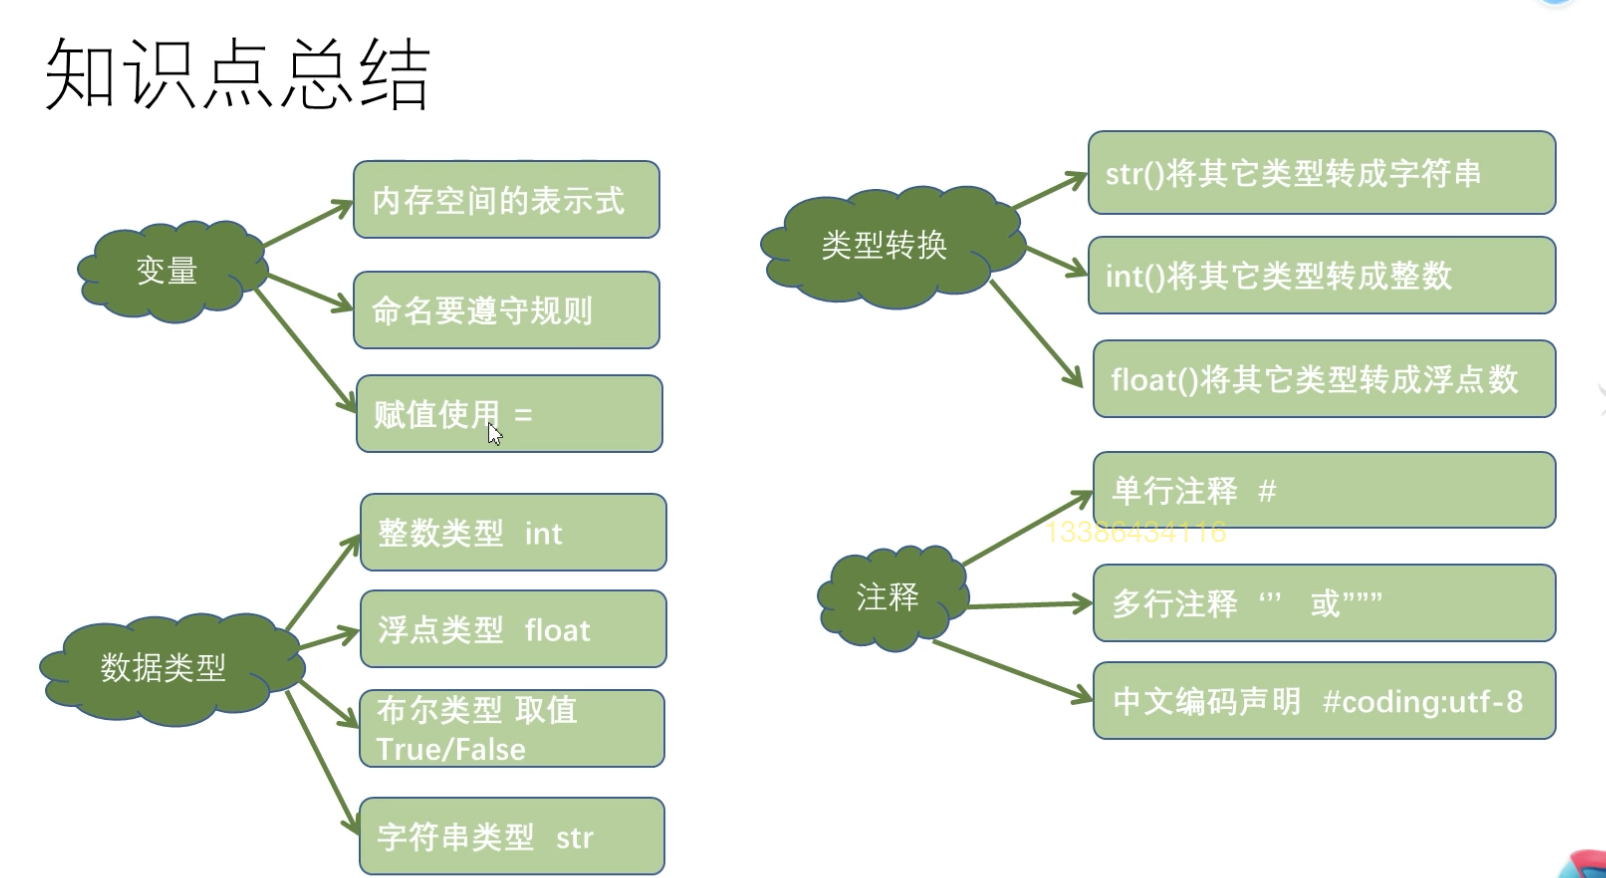 知识点总结
变量
内存空间的表示式
命名要遵守规则
赋值使用 =
数据类型
整数类型 int
浮点类型 float
布尔类型 取值
True/False
字符串类型 str
类型转换
str()将其它类型转成字符串
int()将其它类型转成整数
float()将其它类型转成浮点数
注释
单行注释 #
13386434116
多行注释 ‘’’ 或”””
中文编码声明 #coding:utf-8